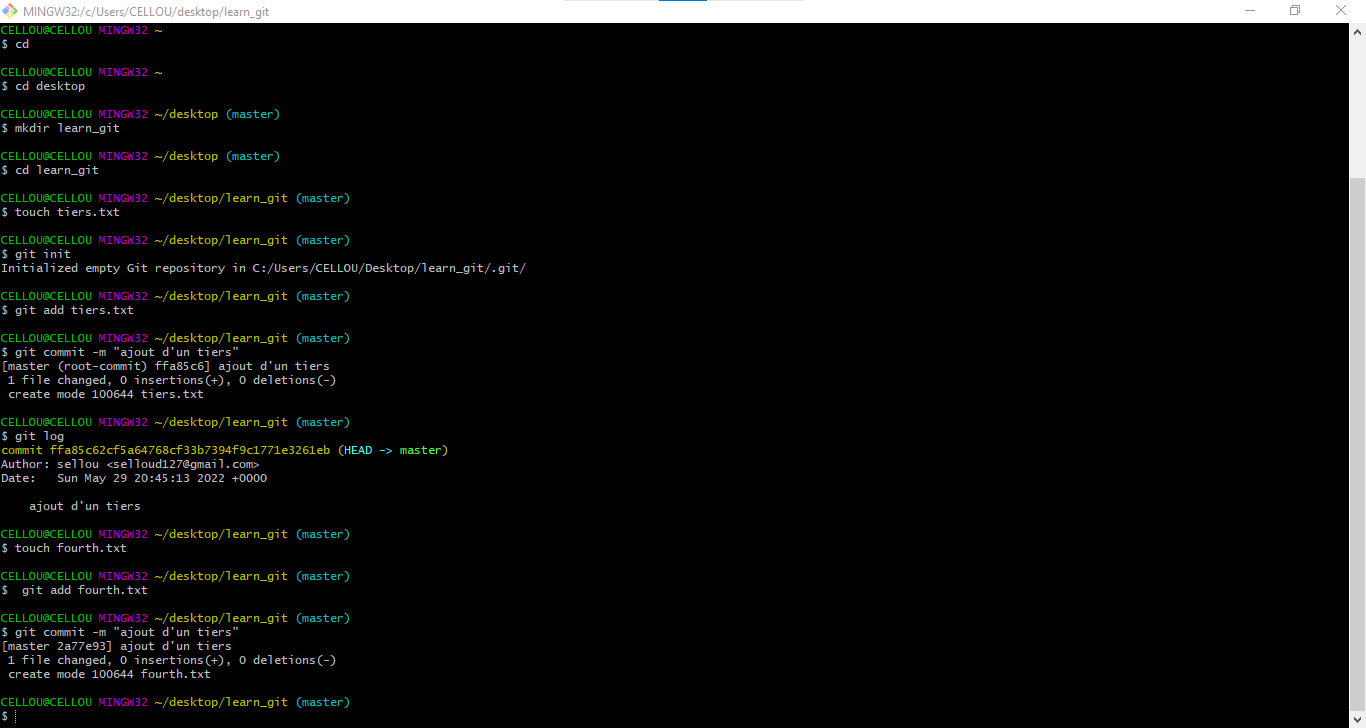 MINGW32:/c/Users/CELLOU/desktop/learn_git
CELLOU@CELLOU MINGW32 ~
$ cd
CELLOU@CELLOU MINGW32 ~
$ cd desktop
CELLOU@CELLOU MINGW32 ~/desktop (master)
$ mkdir learn_git
CELLOU@CELLOU MINGW32 ~/desktop (master)
$ cd learn_git
CELLOU@CELLOU MINGW32 ~/desktop/learn_git (master)
$ touch tiers.txt
CELLOU@CELLOU MINGW32 ~/desktop/learn_git (master)
$ git init
Initialized empty Git repository in C:/Users/CELLOU/Desktop/learn_git/.git/
CELLOU@CELLOU MINGW32 ~/desktop/learn_git (master)
$ git add tiers.txt
CELLOU@CELLOU MINGW32 ~/desktop/learn_git (master)
$ git commit -m "ajout d'un tiers"
[master (root-commit) ffa85c6] ajout d'un tiers
 1 file changed, 0 insertions(+), 0 deletions(-)
 create mode 100644 tiers.txt
CELLOU@CELLOU MINGW32 ~/desktop/learn_git (master)
$ git log
commit ffa85c62cf5a64768cf33b7394f9c1771e3261eb (HEAD -> master)
Author: sellou <selloud127@gmail.com>
Date:   Sun May 29 20:45:13 2022 +0000
    ajout d'un tiers
CELLOU@CELLOU MINGW32 ~/desktop/learn_git (master)
$ touch fourth.txt
CELLOU@CELLOU MINGW32 ~/desktop/learn_git (master)
$  git add fourth.txt
CELLOU@CELLOU MINGW32 ~/desktop/learn_git (master)
$ git commit -m "ajout d'un tiers"
[master 2a77e93] ajout d'un tiers
 1 file changed, 0 insertions(+), 0 deletions(-)
 create mode 100644 fourth.txt
CELLOU@CELLOU MINGW32 ~/desktop/learn_git (master)
$